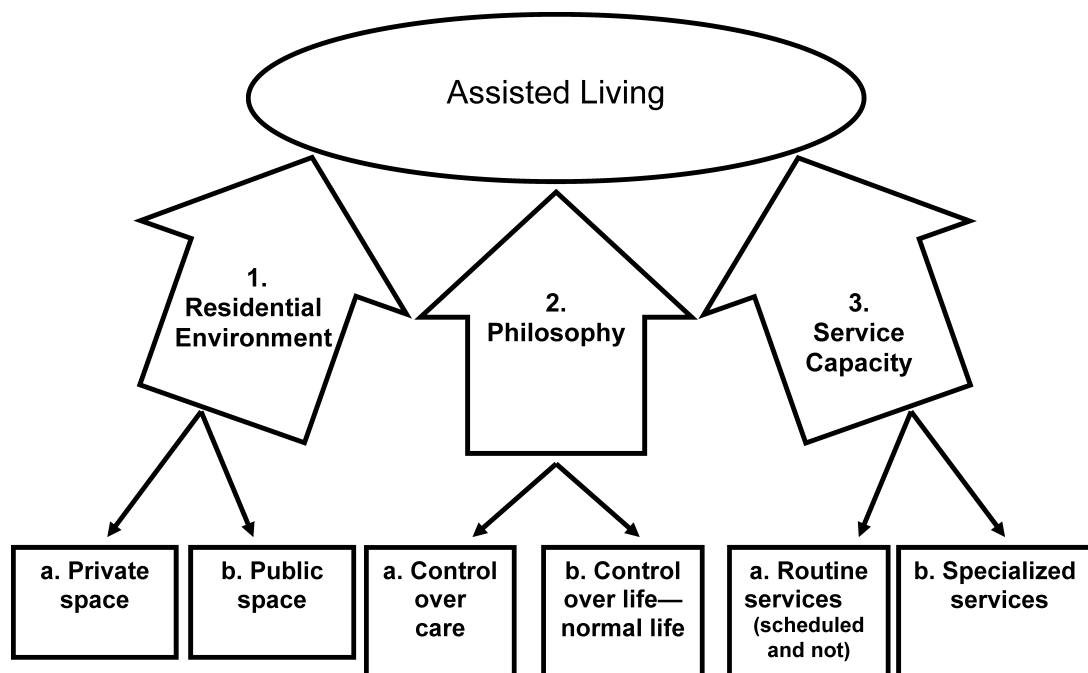 Assisted Living
1.
Residential
Environment
2.
Philosophy
3.
Service
Capacity
a. Private
space
b. Public
space
a. Control
over
care
b. Control
over life—
normal life
a. Routine
services
(scheduled
and not)
b. Specialized
services